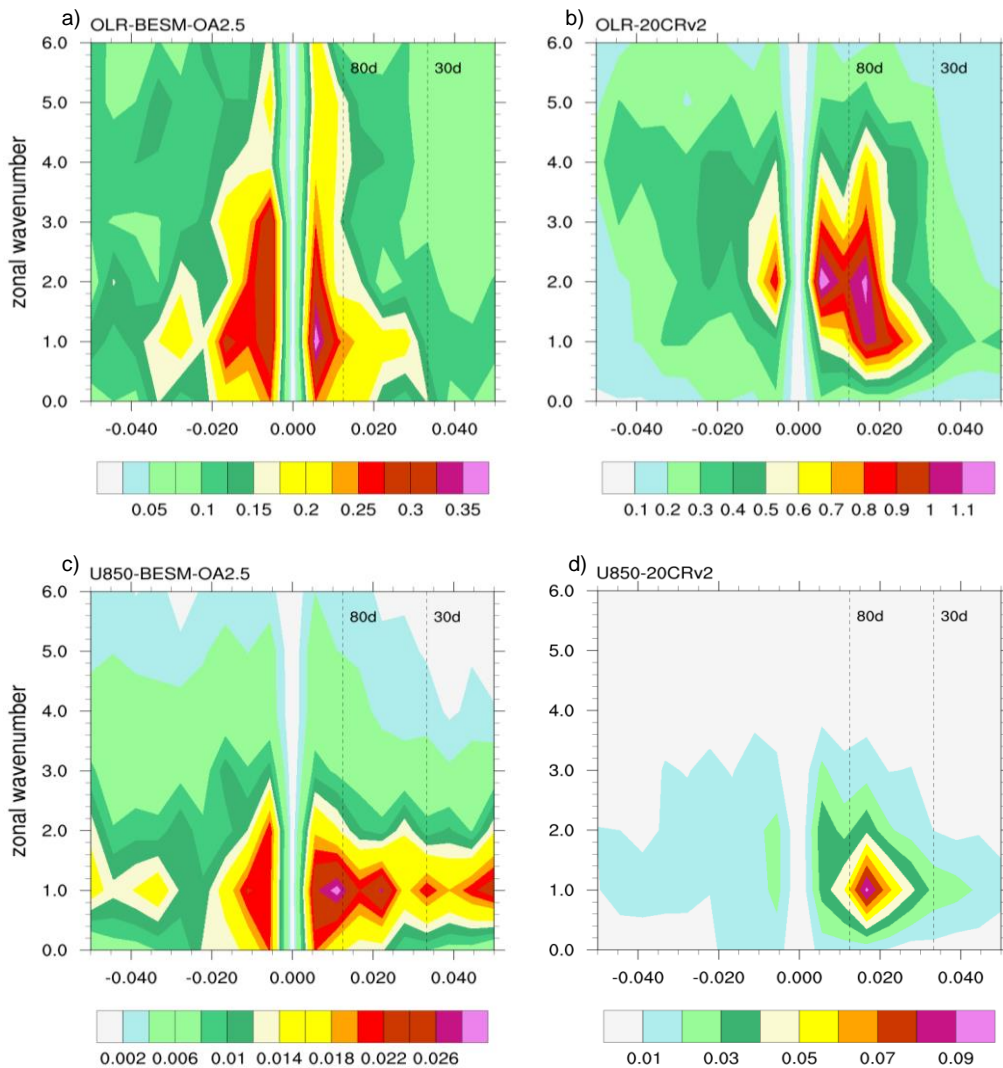 a)
OLR-BESM-OA2.5
6.0
5.0
4.0
3.0
2.0
1.0
0.0
zonal wavenumber
80d
30d
-0.040 -0.020 0.000 0.020 0.040
0.05 0.1 0.15 0.2 0.25 0.3 0.35
b)
OLR-20CRv2
6.0
5.0
4.0
3.0
2.0
1.0
0.0
80d
30d
-0.040 -0.020 0.000 0.020 0.040
0.1 0.2 0.3 0.4 0.5 0.6 0.7 0.8 0.9 1 1.1
c)
U850-BESM-OA2.5
6.0
5.0
4.0
3.0
2.0
1.0
0.0
zonal wavenumber
80d
30d
-0.040 -0.020 0.000 0.020 0.040
0.002 0.006 0.01 0.014 0.018 0.022 0.026
d)
U850-20CRv2
6.0
5.0
4.0
3.0
2.0
1.0
0.0
80d
30d
-0.040 -0.020 0.000 0.020 0.040
0.01 0.03 0.05 0.07 0.09